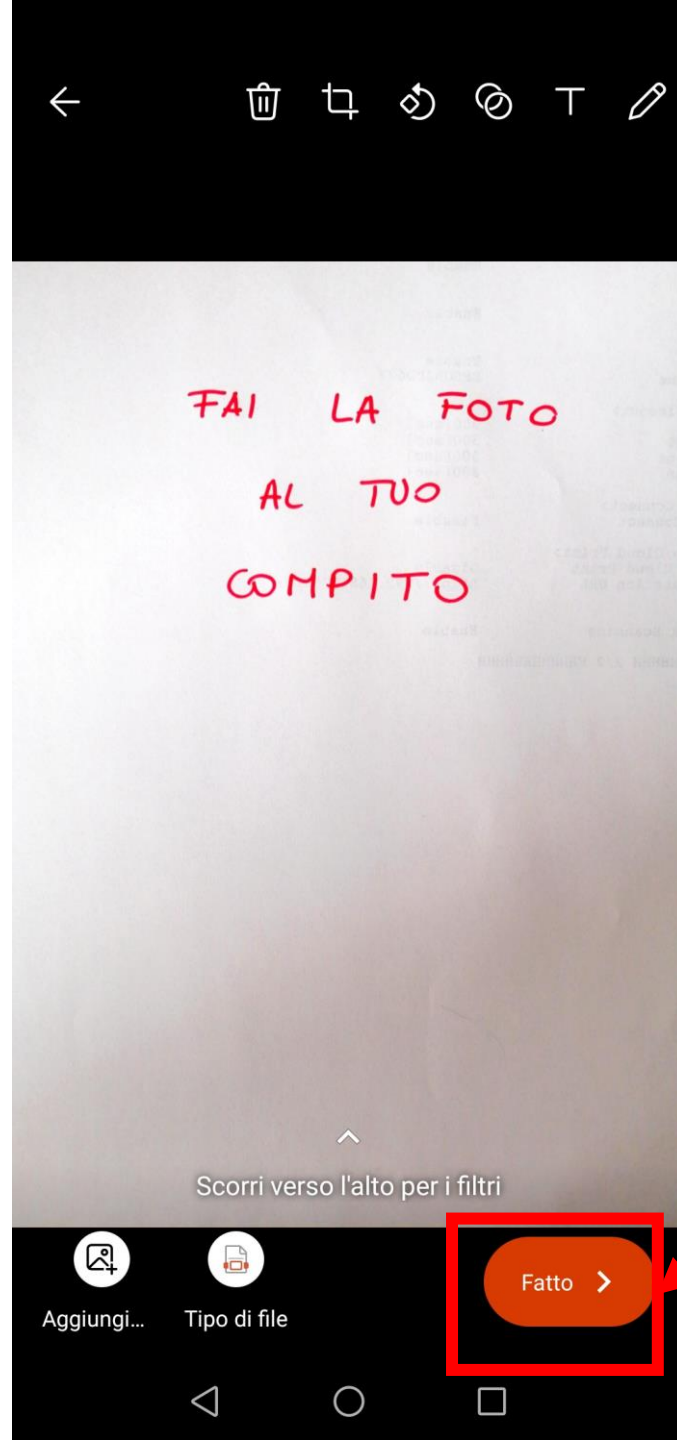 T
FAI LA FOTO
AL TUO
COMPITO
Scorri verso l'alto per i filtri
Fatto
Aggiungi... Tipo di file